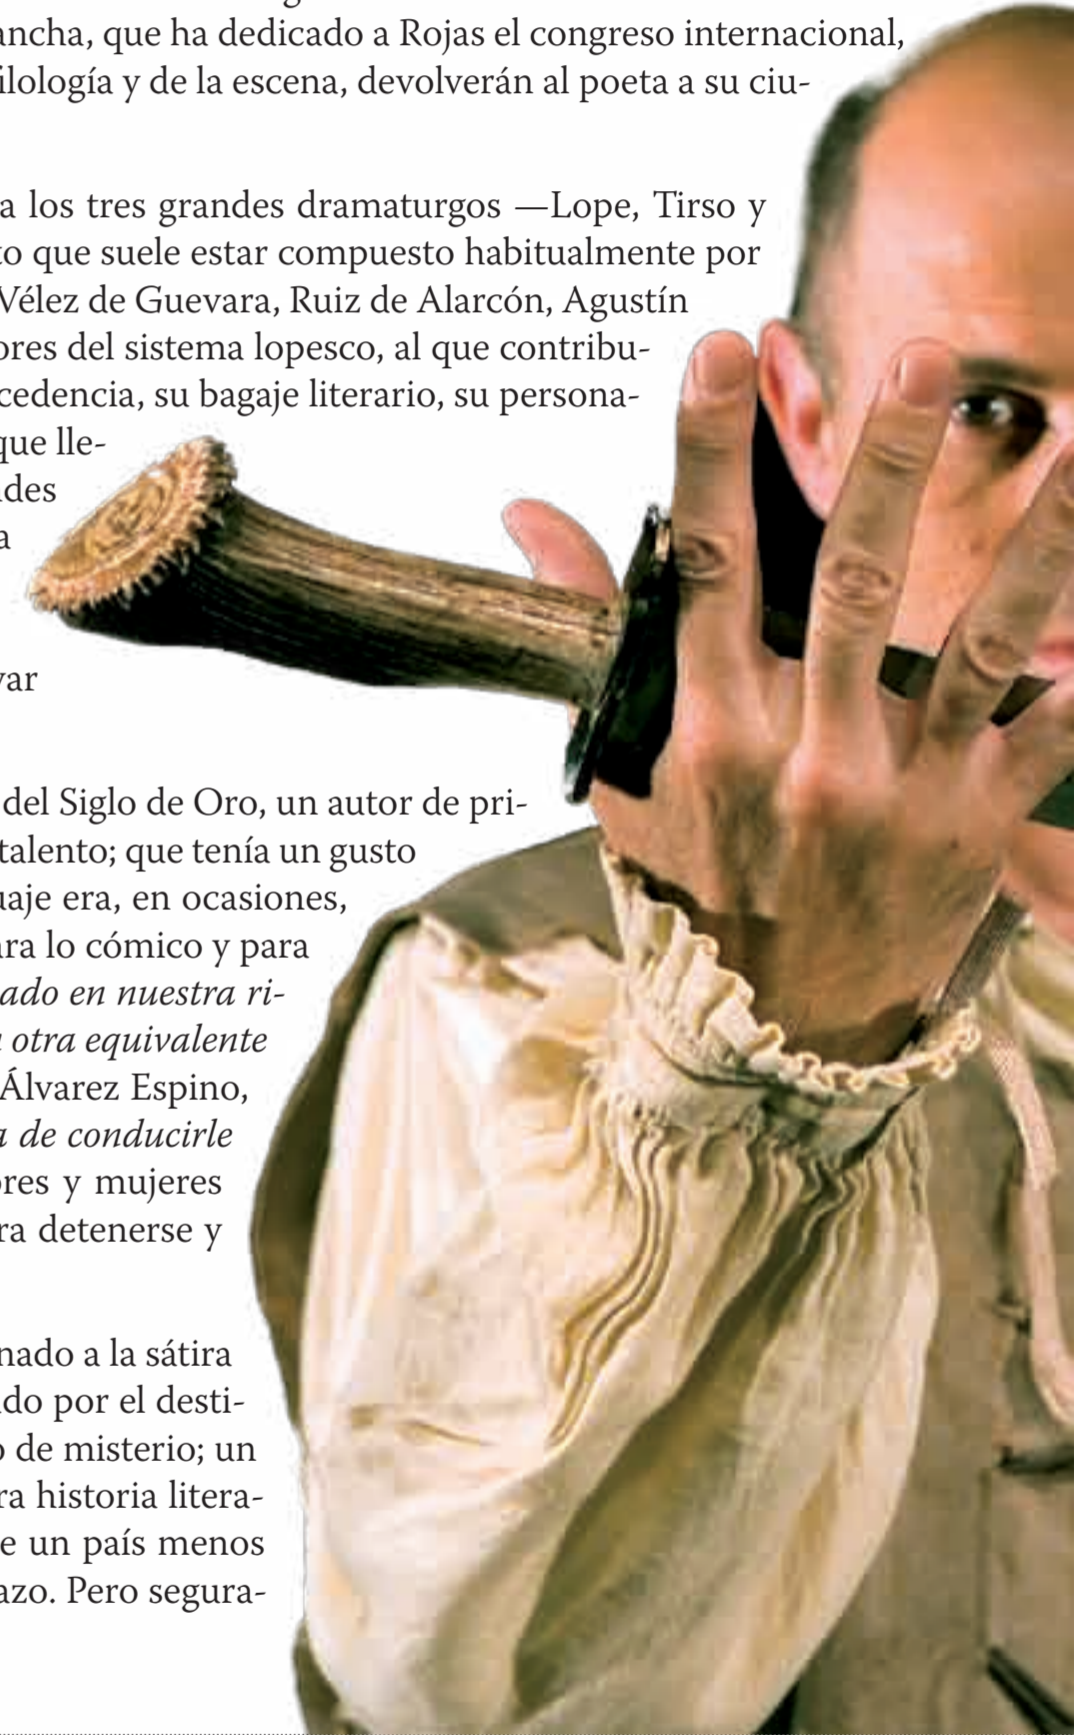 ancha, que ha dedicado a Rojas el congreso internacional,
ilología y de la escena, devolverán al poeta a su ciu-
a los tres grandes dramaturgos —Lope, Tirso y
to que suele estar compuesto habitualmente por
Vélez de Guevara, Ruiz de Alarcón, Agustín
ores del sistema lopesco, al que contribu-
cedencia, su bagaje literario, su persona-
que lle-
des
a
var
del Siglo de Oro, un autor de pri-
talento; que tenía un gusto
uaje era, en ocasiones,
ara lo cómico y para
ado en nuestra ri-
otra equivalente
Álvarez Espino,
a de conducirle
ores y mujeres
ra detenerse y
nado a la sátira
do por el desti-
o de misterio; un
ra historia litera-
e un país menos
azo. Pero segura-